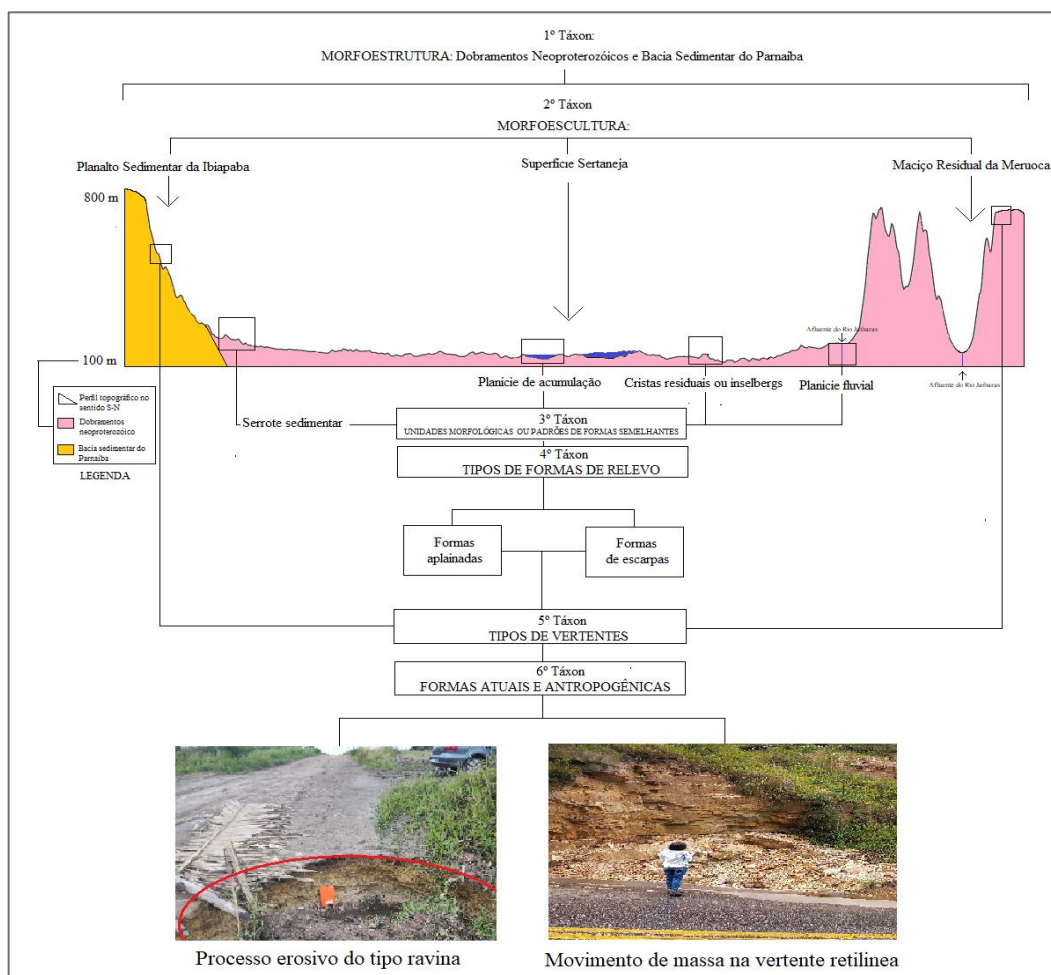 1º Táxon:
MORFOESTRUTURA: Dobramentos Neoproterozóicos e Bacia Sedimentar do Parnaíba
2º Táxon
MORFOESCULTURA:
Planalto Sedimentar da Ibiapaba
Superfície Sertaneja
Maciço Residual da Meruoca
800 m
Afluente do Rio Jaibaras
100 m
Planície de acumulação
Cristas residuais ou inselbergs
Planície fluvial
Afluente do Rio Jaibaras
Perfil topográfico no
sentido S-N
Dobramentos
neoproterozóico
Bacia sedimentar do
Parnaíba
LEGENDA
Serrote sedimentar
3º Táxon
UNIDADES MORFOLÓGICAS OU PADRÕES DE FORMAS SEMELHANTES
4º Táxon
TIPOS DE FORMAS DE RELEVO
Formas
aplainadas
Formas
de escarpas
5º Táxon
TIPOS DE VERTENTES
6º Táxon
FORMAS ATUAIS E ANTROPOGÊNICAS
Processo erosivo do tipo ravina
Movimento de massa na vertente retilinea